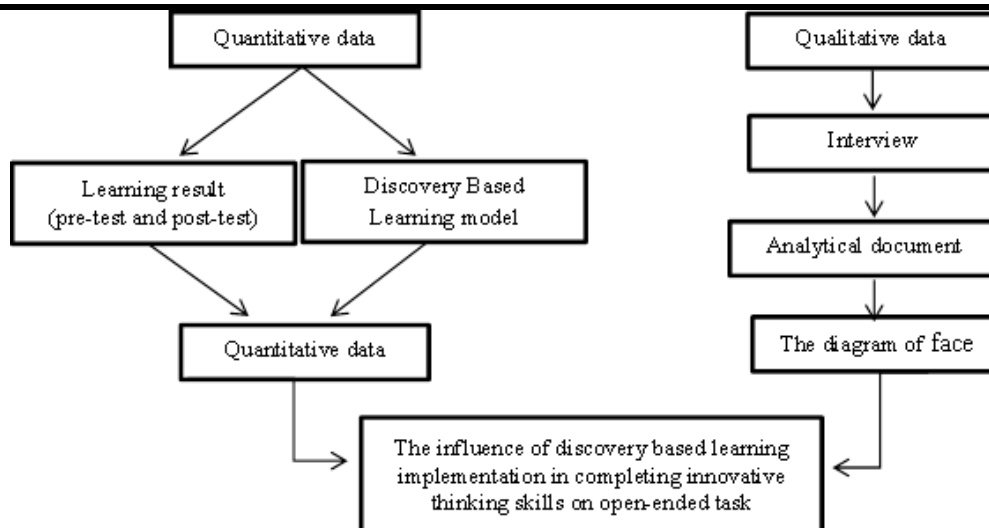 Quantitative data
Qualitative data
Interview
Learning result
(pre-test and post-test)
Discovery Based
Learning model
Analytical document
Quantitative data
The diagram of face
The influence of discovery based learning
implementation in completing innovative
thinking skills on open-ended task